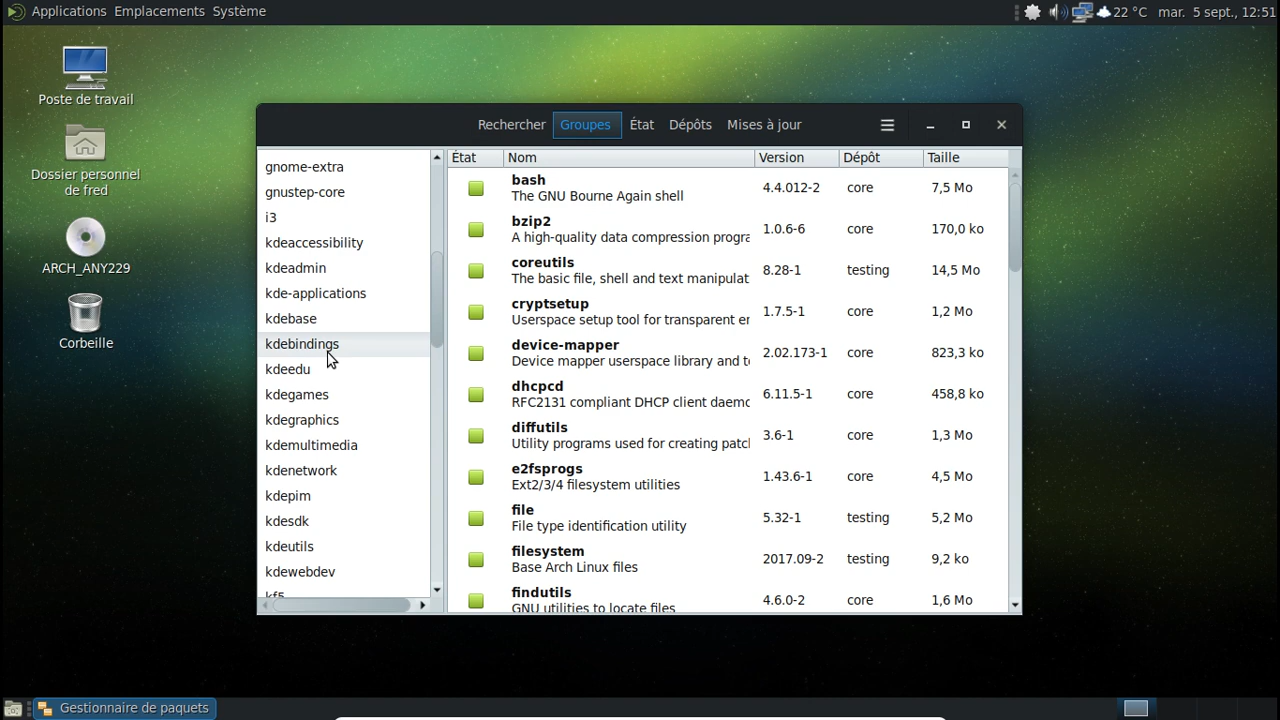 Applications Emplacements Système
22 °C mar. 5 sept., 12:51
Poste de travail
Dossier personnel
de fred
ARCH_ANY229
Corbeille
Rechercher Groupes État Dépôts Mises à jour
gnome-extra
gnustep-core
i3
kdeaccessibility
kdeadmin
kde-applications
kdebase
kdebindings
kdeedu
kdegames
kdegraphics
kdemultimedia
kdenetwork
kdepim
kdesdk
kdeutils
kdewebdev
kf5
État Nom Version Dépôt Taille
bash
The GNU Bourne Again shell
4.4.012-2 core 7,5 Mo
bzip2
A high-quality data compression progra
1.0.6-6 core 170,0 ko
coreutils
The basic file, shell and text manipulat
8.28-1 testing 14,5 Mo
cryptsetup
Userspace setup tool for transparent er
1.7.5-1 core 1,2 Mo
device-mapper
Device mapper userspace library and to
2.02.173-1 core 823,3 ko
dhcpcd
RFC2131 compliant DHCP client daemo
6.11.5-1 core 458,8 ko
diffutils
Utility programs used for creating patch
3.6-1 core 1,3 Mo
e2fsprogs
Ext2/3/4 filesystem utilities
1.43.6-1 core 4,5 Mo
file
File type identification utility
5.32-1 testing 5,2 Mo
filesystem
Base Arch Linux files
2017.09-2 testing 9,2 ko
findutils
GNU utilities to locate files
4.6.0-2 core 1,6 Mo
Gestionnaire de paquets